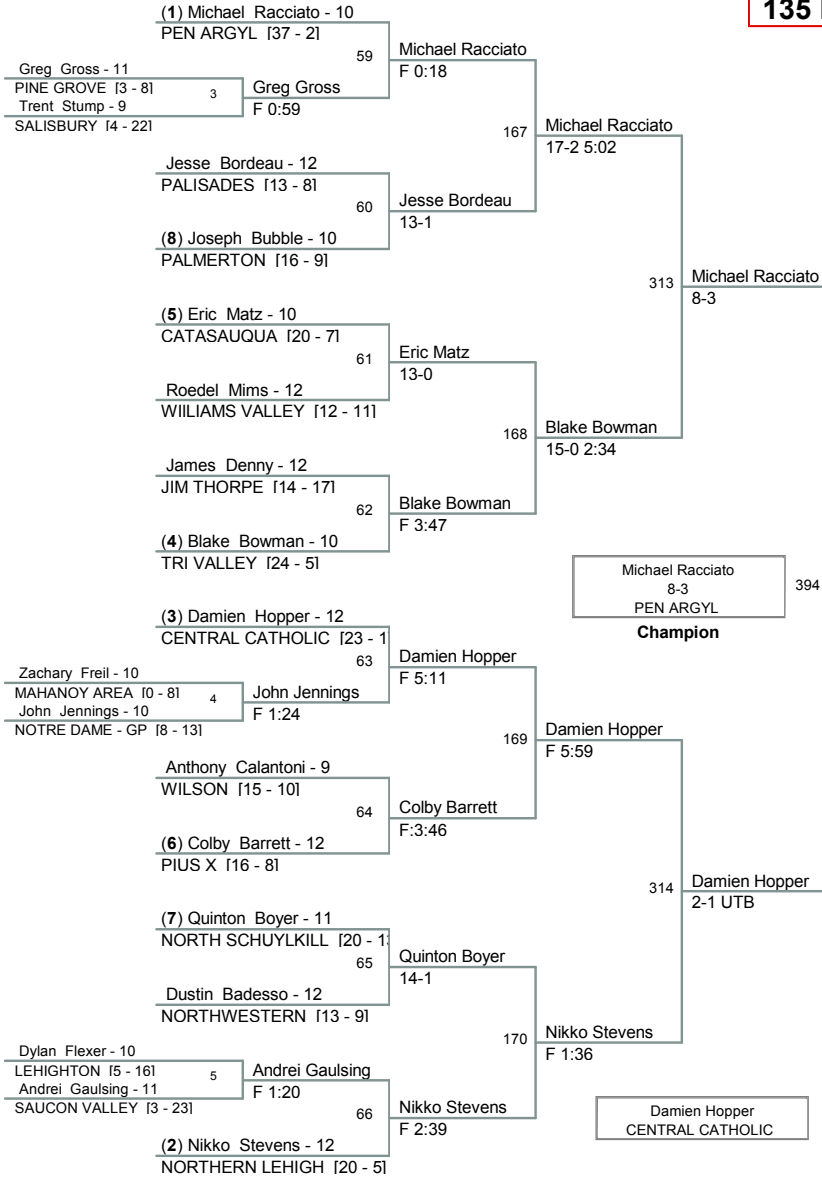 135
(1) Michael Racciato - 10
PEN ARGYL [37 - 2]
59
Michael Racciato
F 0:18
Greg Gross - 11
PINE GROVE [3 - 8]
3
Greg Gross
F 0:59
Trent Stump - 9
SALISBURY [4 - 22]
167
Michael Racciato
17-2 5:02
Jesse Bordeau - 12
PALISADES [13 - 8]
60
Jesse Bordeau
13-1
(8) Joseph Bubble - 10
PALMERTON [16 - 9]
313
Michael Racciato
8-3
(5) Eric Matz - 10
CATASAUQUA [20 - 7]
61
Eric Matz
13-0
Roedel Mims - 12
WIILIAMS VALLEY [12 - 11]
168
Blake Bowman
15-0 2:34
James Denny - 12
JIM THORPE [14 - 17]
62
Blake Bowman
F 3:47
(4) Blake Bowman - 10
TRI VALLEY [24 - 5]
Michael Racciato
8-3
PEN ARGYL
394
Champion
(3) Damien Hopper - 12
CENTRAL CATHOLIC [23 - 1
63
Damien Hopper
F 5:11
Zachary Freil - 10
MAHANOY AREA [0 - 8]
4
John Jennings
F 1:24
John Jennings - 10
NOTRE DAME - GP [8 - 13]
169
Damien Hopper
F 5:59
Anthony Calantoni - 9
WILSON [15 - 10]
64
Colby Barrett
F:3:46
(6) Colby Barrett - 12
PIUS X [16 - 8]
314
Damien Hopper
2-1 UTB
(7) Quinton Boyer - 11
NORTH SCHUYLKILL [20 - 1
65
Quinton Boyer
14-1
Dustin Badesso - 12
NORTHWESTERN [13 - 9]
170
Nikko Stevens
F 1:36
Dylan Flexer - 10
LEHIGHTON [5 - 16]
5
Andrei Gaulsing
F 1:20
Andrei Gaulsing - 11
SAUCON VALLEY [3 - 23]
66
Nikko Stevens
F 2:39
(2) Nikko Stevens - 12
NORTHERN LEHIGH [20 - 5]
Damien Hopper
CENTRAL CATHOLIC